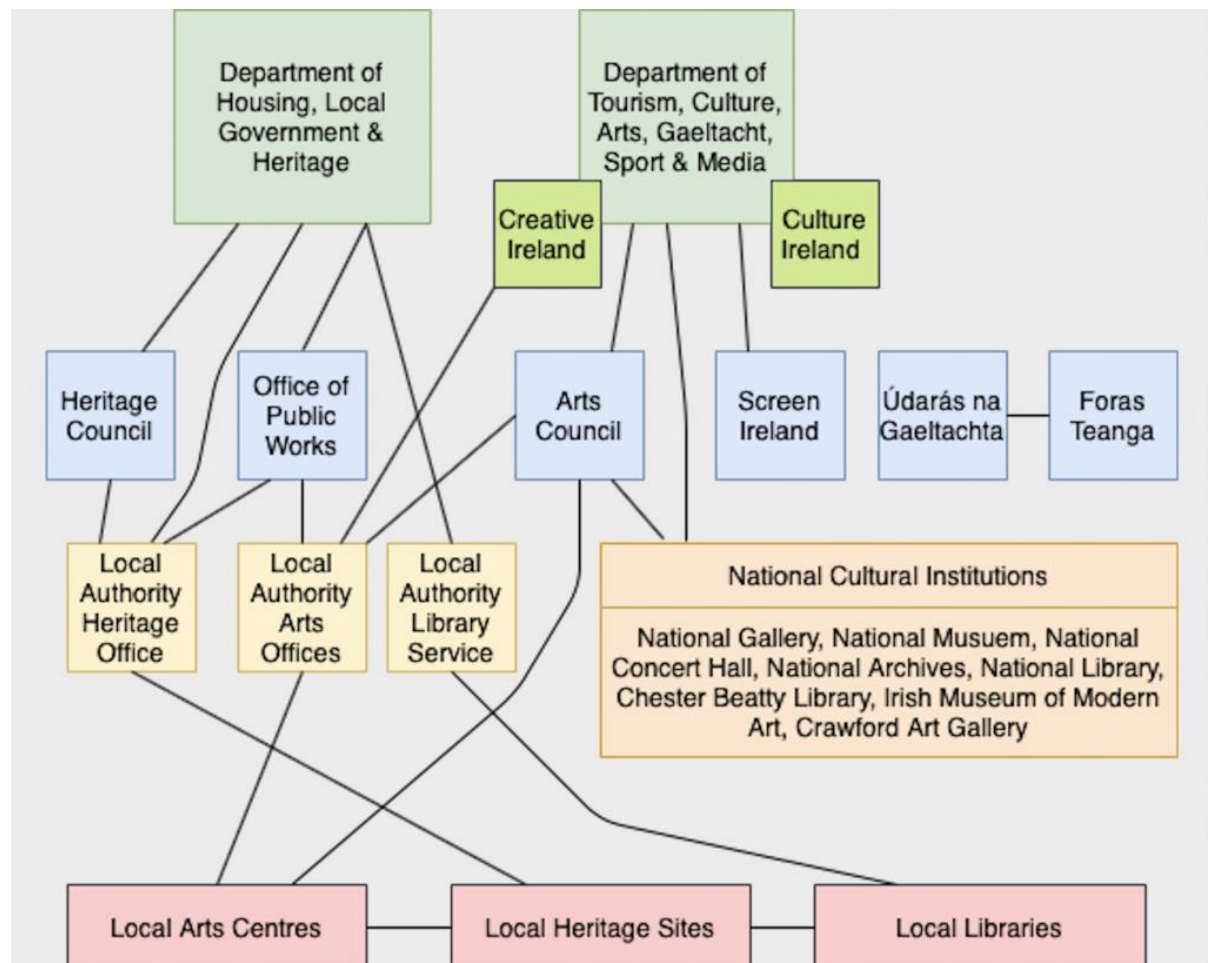 Department of
Housing, Local
Government &
Heritage
Department of
Tourism, Culture,
Arts, Gaeltacht,
Sport & Media
Creative
Ireland
Culture
Ireland
Heritage
Council
Office of
Public
Works
Arts
Council
Screen
Ireland
Údarás na
Gaeltachta
Foras
Teanga
Local
Authority
Heritage
Office
Local
Authority
Arts
Offices
Local
Authority
Library
Service
National Cultural Institutions
National Gallery, National Musuem, National
Concert Hall, National Archives, National Library,
Chester Beatty Library, Irish Museum of Modern
Art, Crawford Art Gallery
Local Arts Centres
Local Heritage Sites
Local Libraries